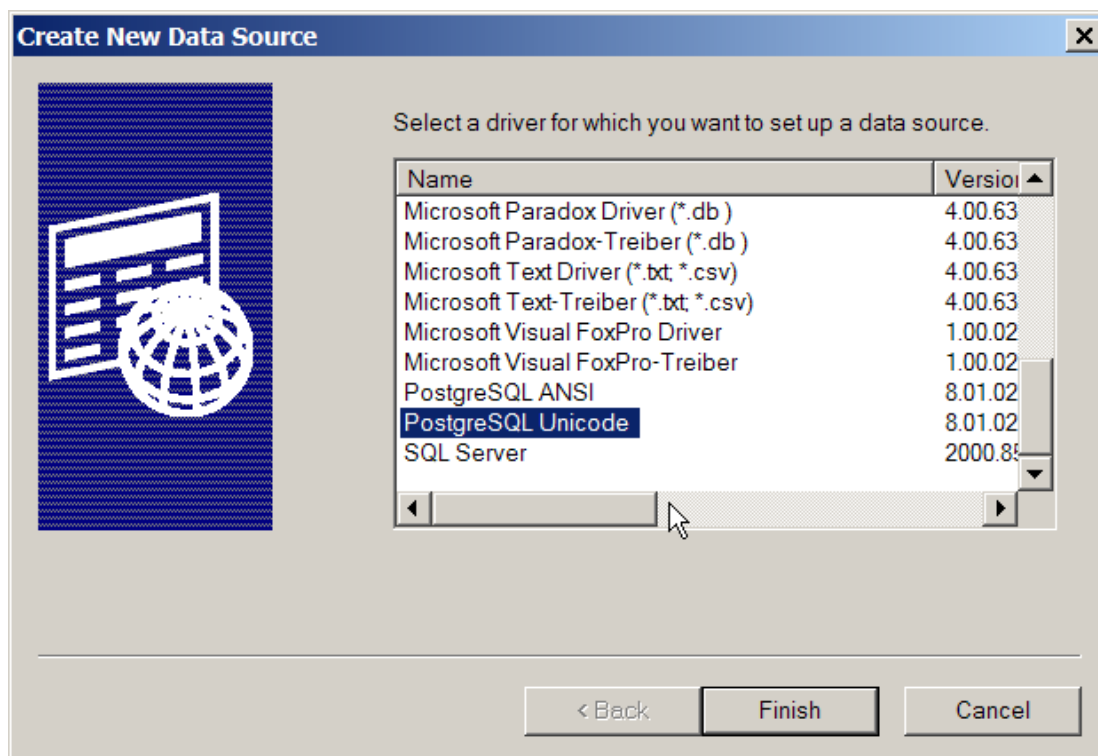 Create New Data Source
Select a driver for which you want to set up a data source.
Name Version
Microsoft Paradox Driver (*.db ) 4.00.63
Microsoft Paradox-Treiber (*.db ) 4.00.63
Microsoft Text Driver (*.txt; *.csv) 4.00.63
Microsoft Text-Treiber (*.txt; *.csv) 4.00.63
Microsoft Visual FoxPro Driver 1.00.02
Microsoft Visual FoxPro-Treiber 1.00.02
PostgreSQL ANSI 8.01.02
PostgreSQL Unicode 8.01.02
SQL Server 2000.85
< Back Finish Cancel